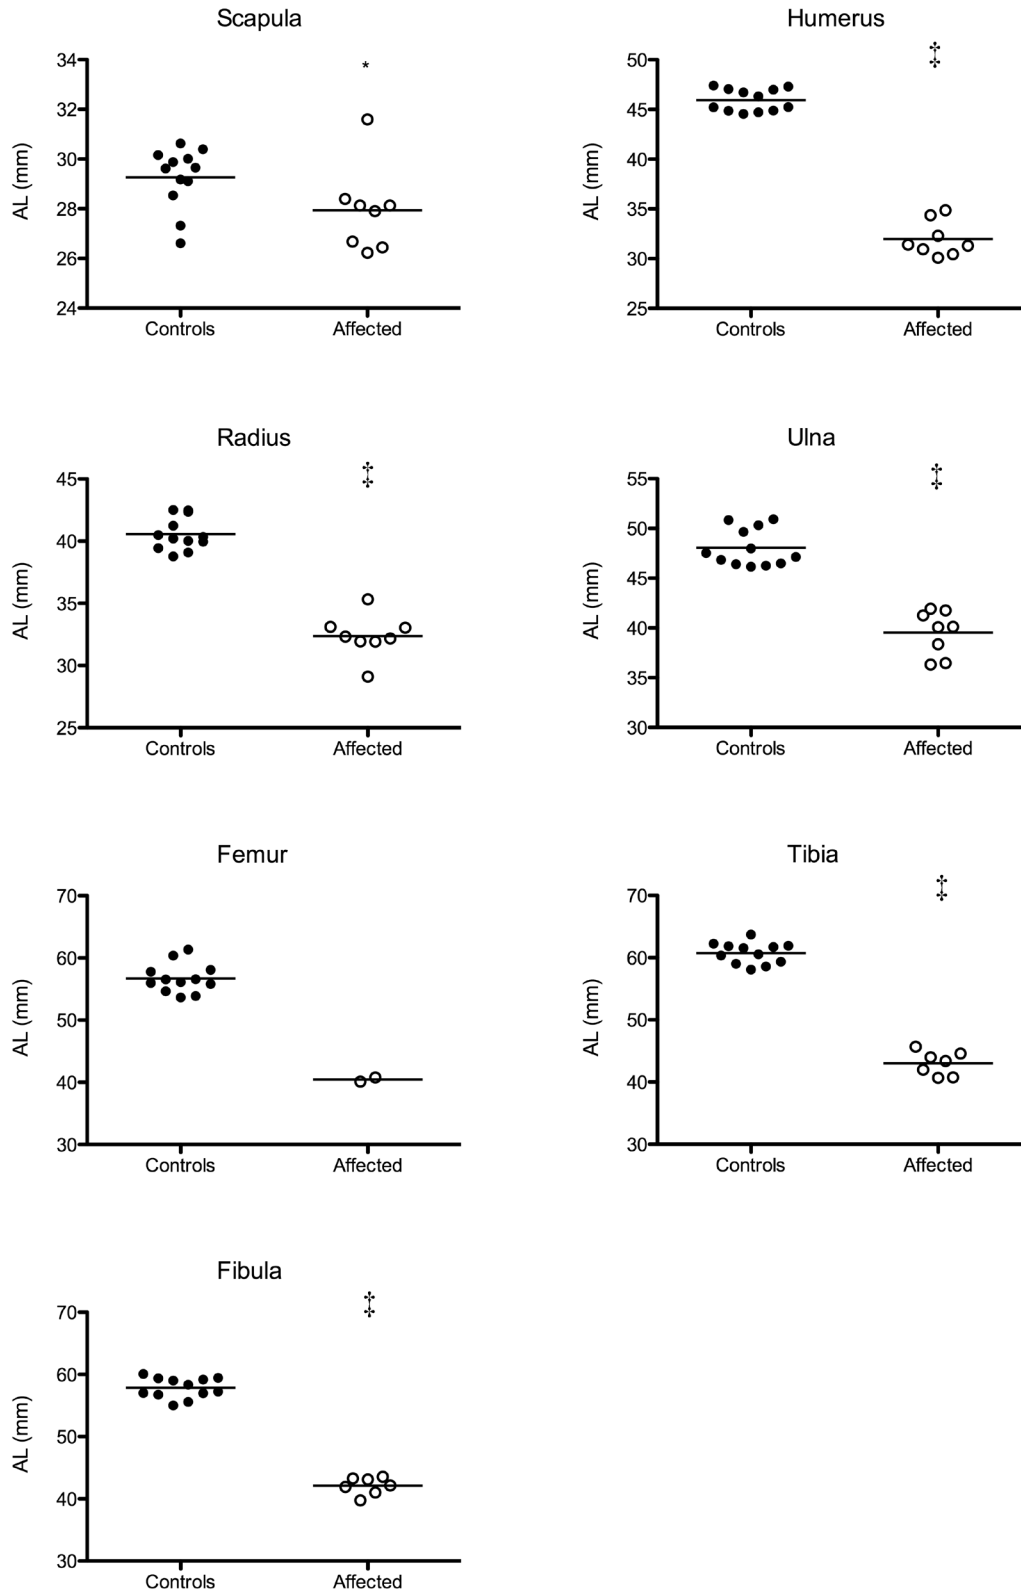 Scapula
*
34
32
30
28
26
24
AL (mm)
Controls
Affected
Humerus
‡
50
45
40
35
30
25
AL (mm)
Controls
Affected
Radius
‡
45
40
35
30
25
AL (mm)
Controls
Affected
Ulna
‡
55
50
45
40
35
30
AL (mm)
Controls
Affected
Femur
70
60
50
40
30
AL (mm)
Controls
Affected
Tibia
‡
70
60
50
40
30
AL (mm)
Controls
Affected
Fibula
‡
70
60
50
40
30
AL (mm)
Controls
Affected